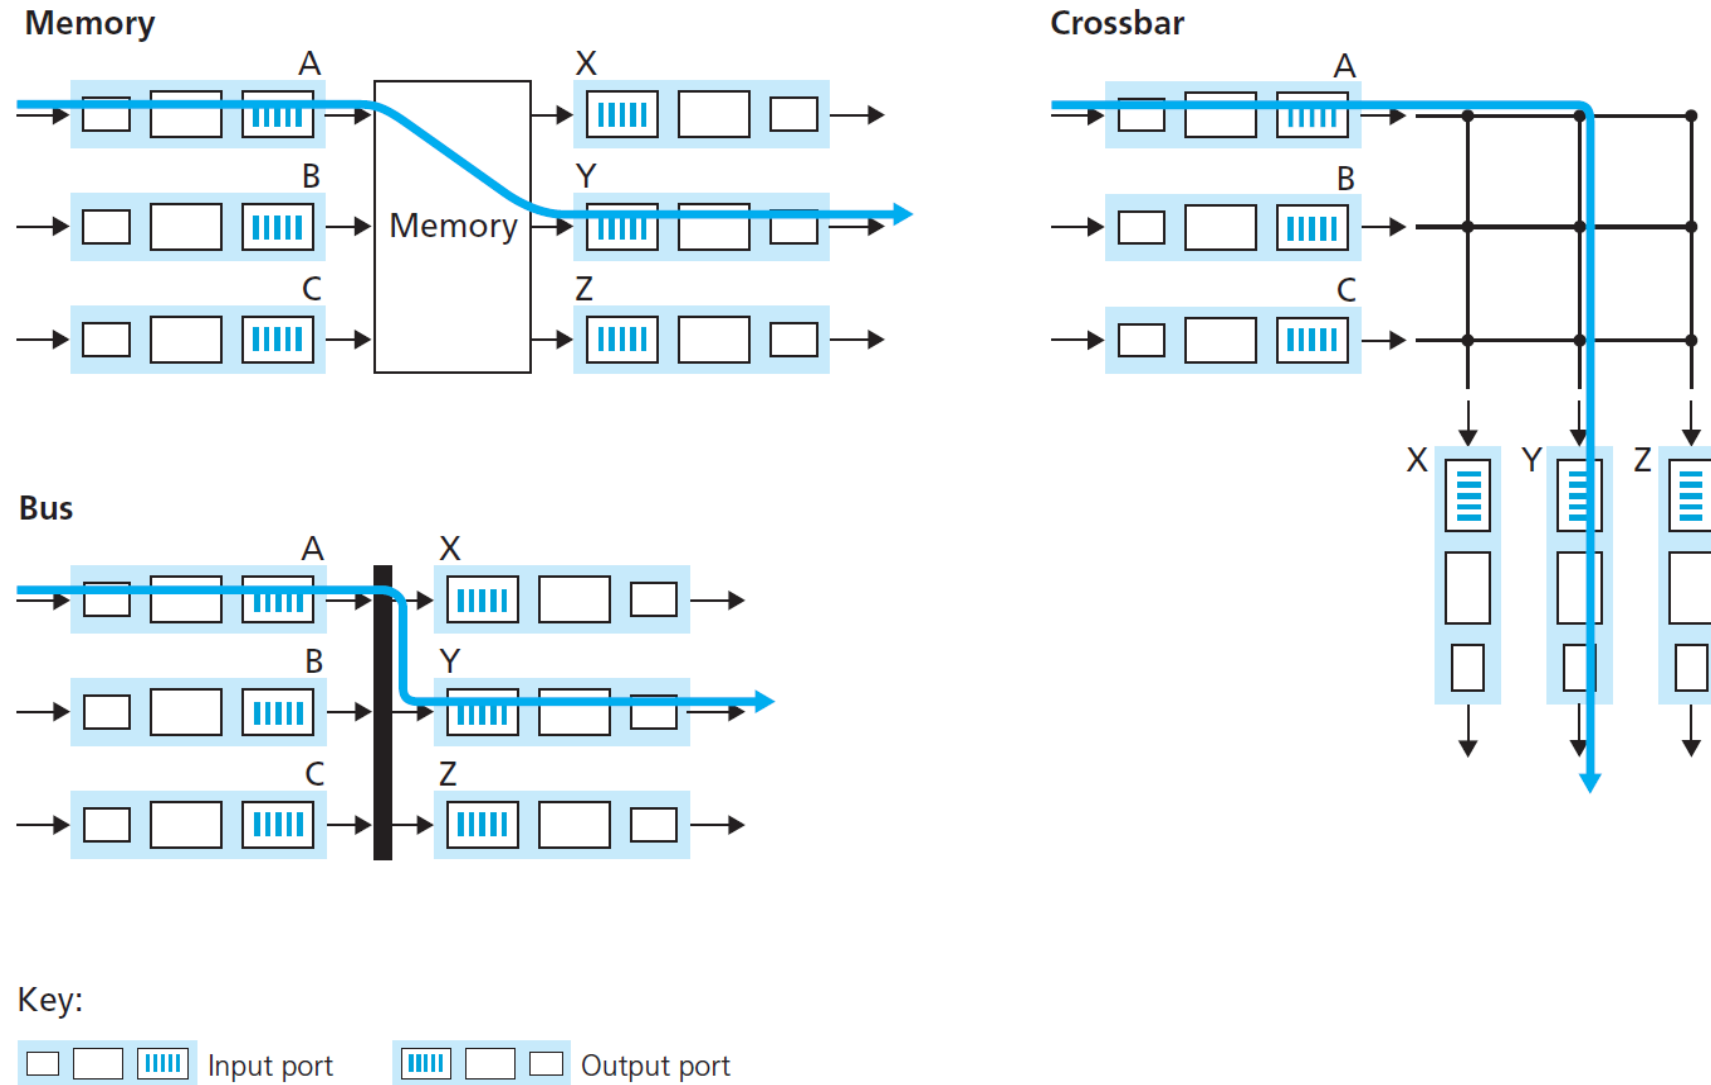 Memory
A
X
B
Y
Memory
C
Z
Crossbar
A
B
C
X
Y
Z
Bus
A
X
B
Y
C
Z
Key:
Input port
Output port